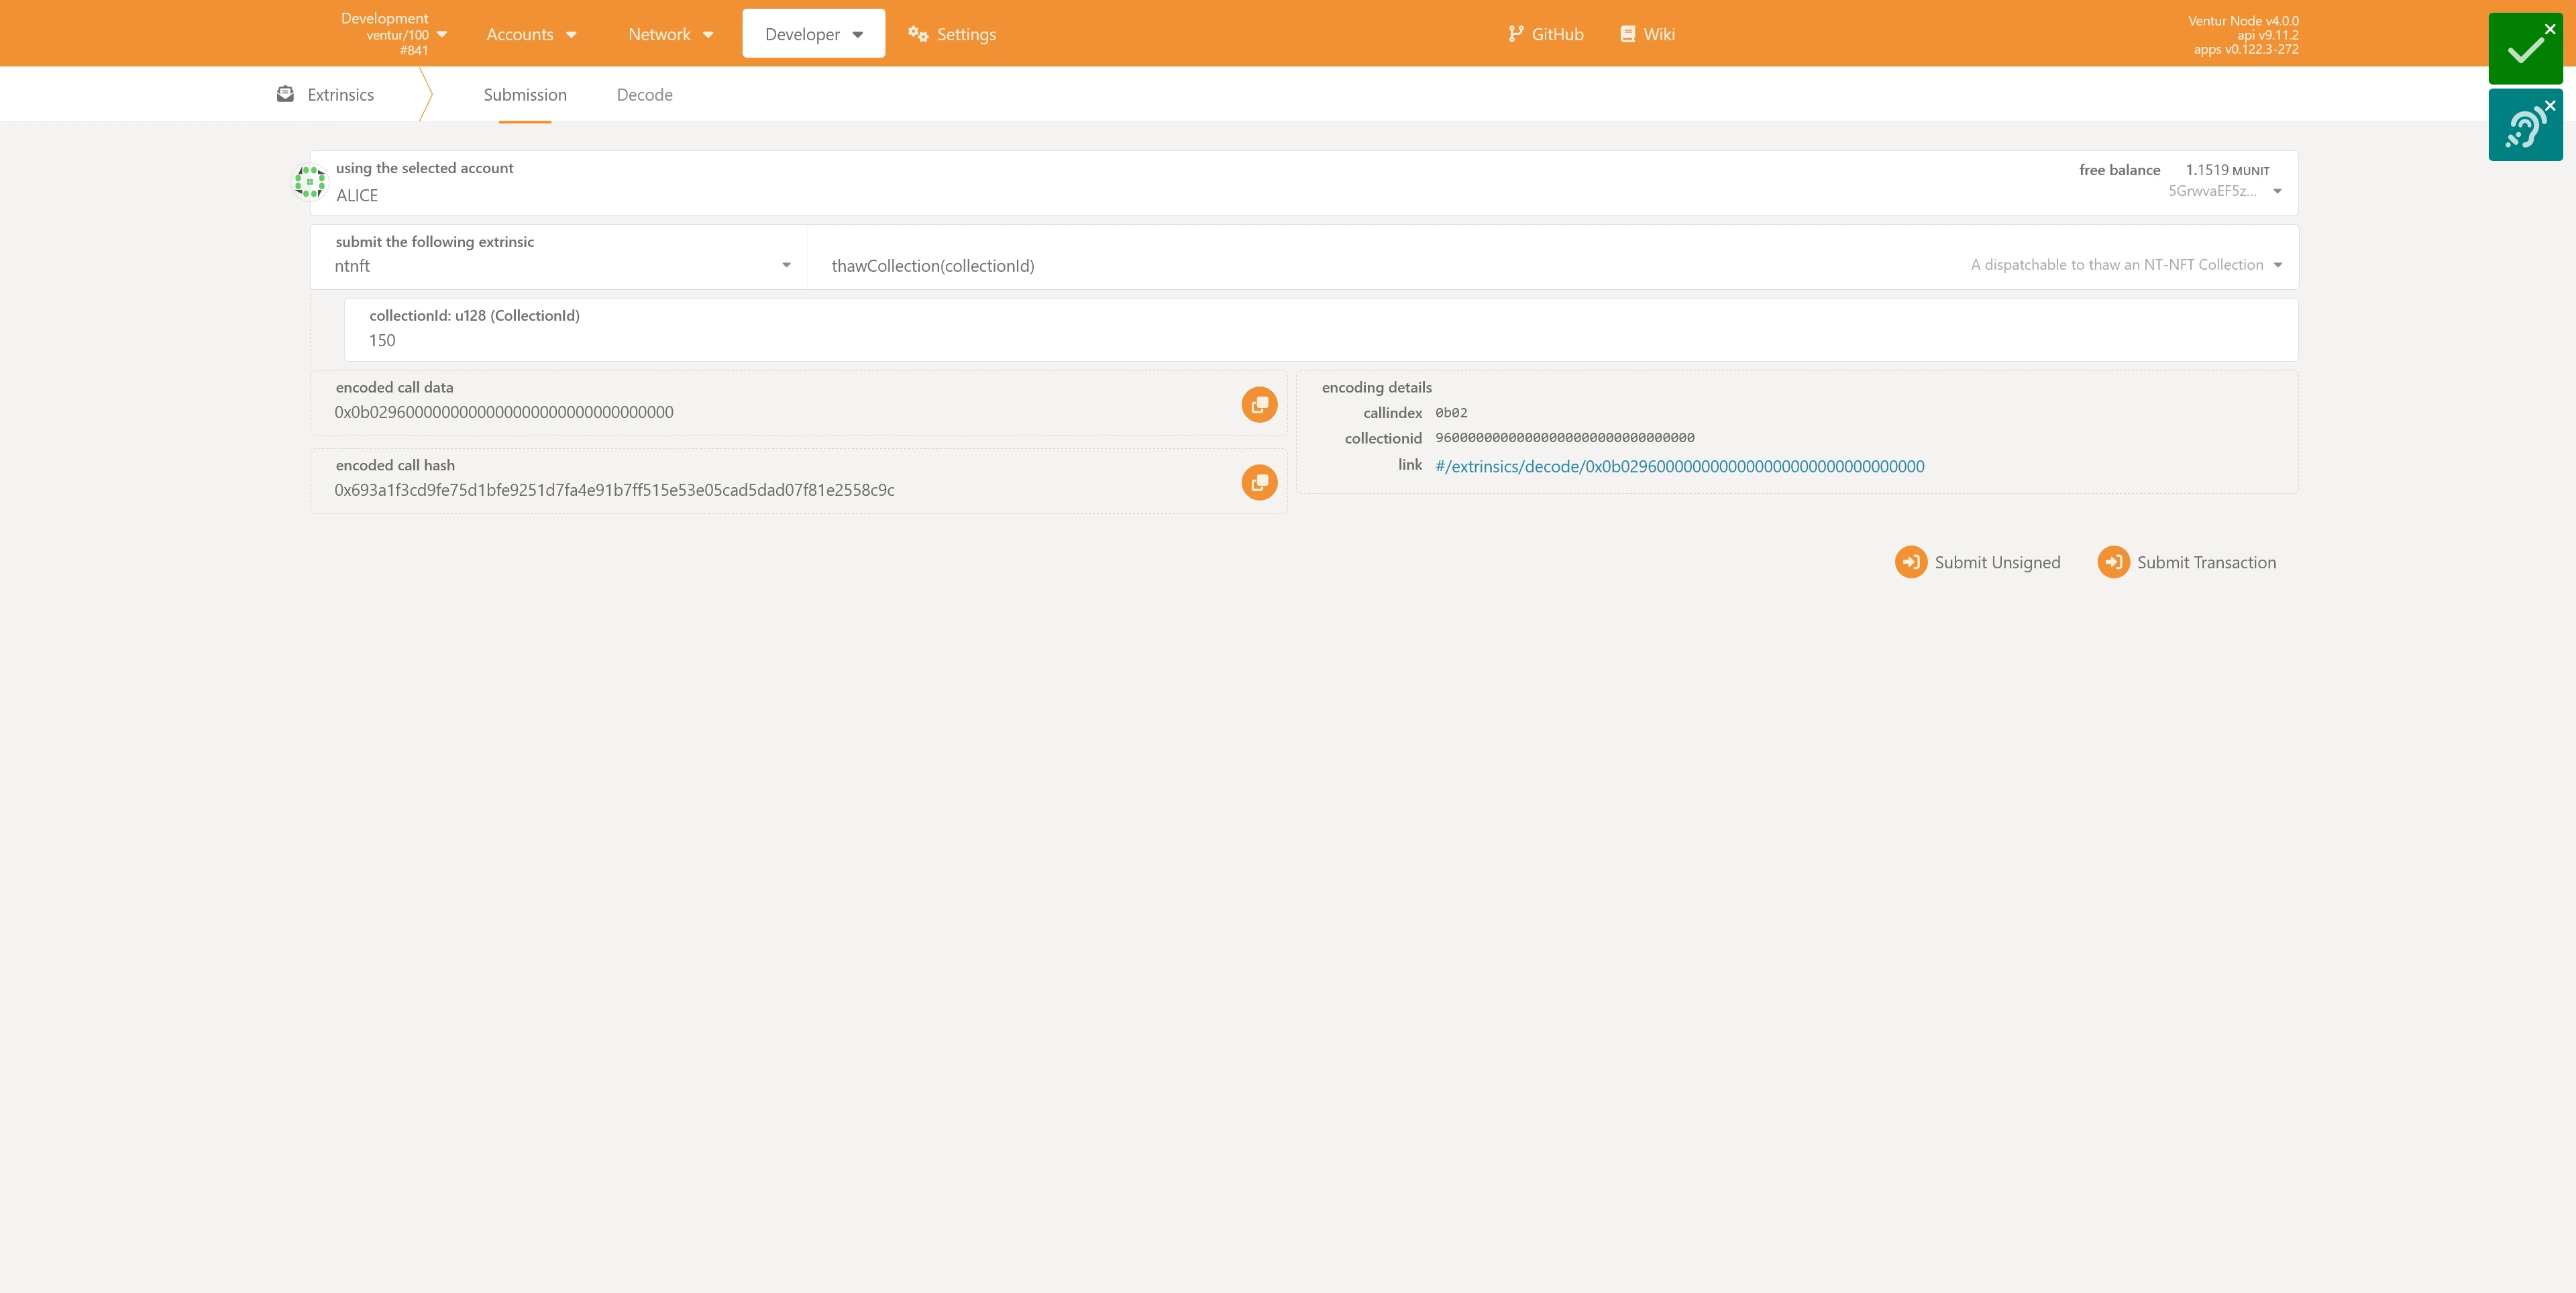 Development
ventur/100
#841
Accounts
Network
Developer
Settings
GitHub
Wiki
Ventur Node v4.0.0
api v9.11.2
apps v0.122.3-272
Extrinsics
Submission
Decode
using the selected account
ALICE
free balance 1.1519 MUNIT
5GrwvaEF5z...
submit the following extrinsic
ntnft
thawCollection(collectionId)
A dispatchable to thaw an NT-NFT Collection
collectionId: u128 (CollectionId)
150
encoded call data
0x0b0296000000000000000000000000000000
encoding details
callindex 0b02
collectionid 96000000000000000000000000000000
link #/extrinsics/decode/0x0b0296000000000000000000000000000000
encoded call hash
0x693a1f3cd9fe75d1bfe9251d7fa4e91b7ff515e53e05cad5dad07f81e2558c9c
Submit Unsigned
Submit Transaction